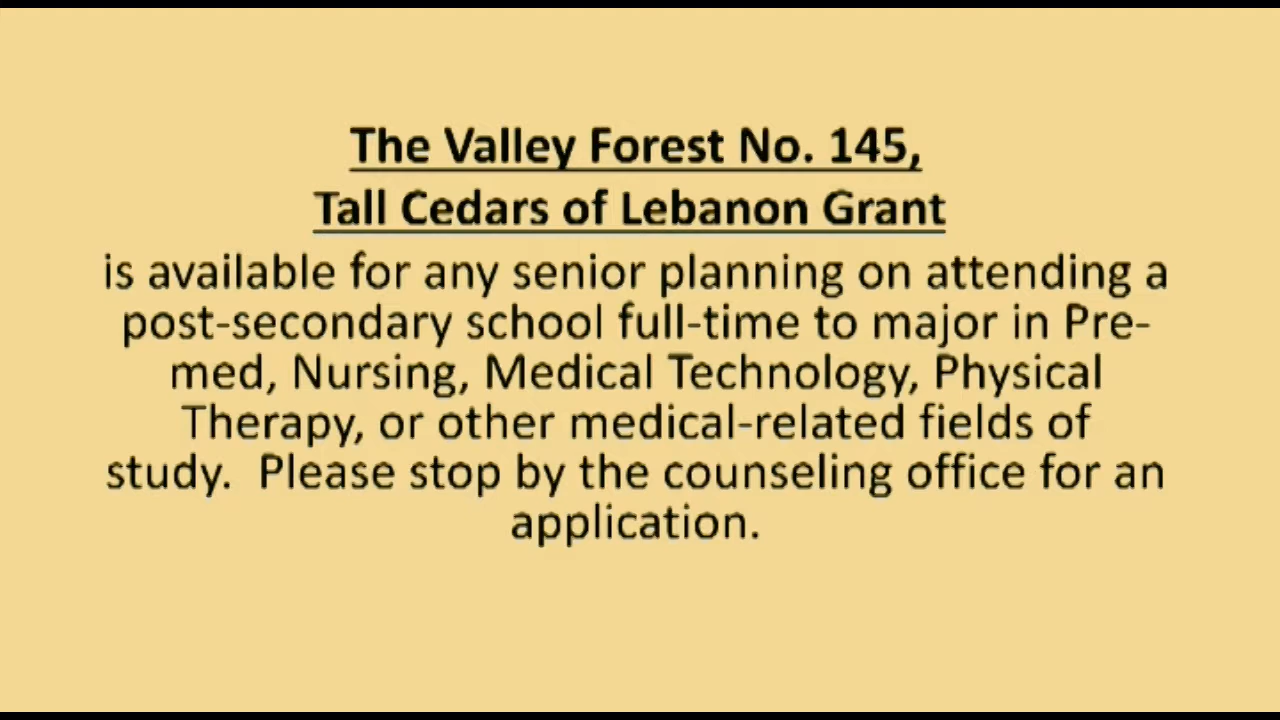 The Valley Forest No. 145,
Tall Cedars of Lebanon Grant
is available for any senior planning on attending a
post-secondary school full-time to major in Pre-
med, Nursing, Medical Technology, Physical
Therapy, or other medical-related fields of
study.  Please stop by the counseling office for an
application.